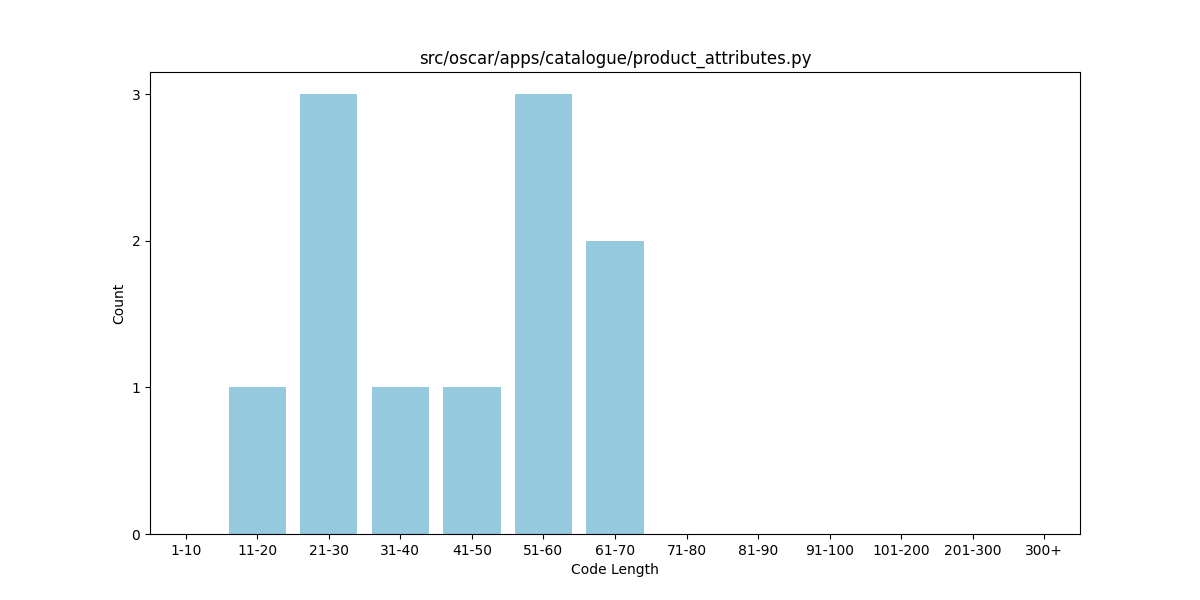 src/oscar/apps/catalogue/product_attributes.py
3
2
1
0
Count
1-10 11-20 21-30 31-40 41-50 51-60 61-70 71-80 81-90 91-100 101-200 201-300 300+
Code Length